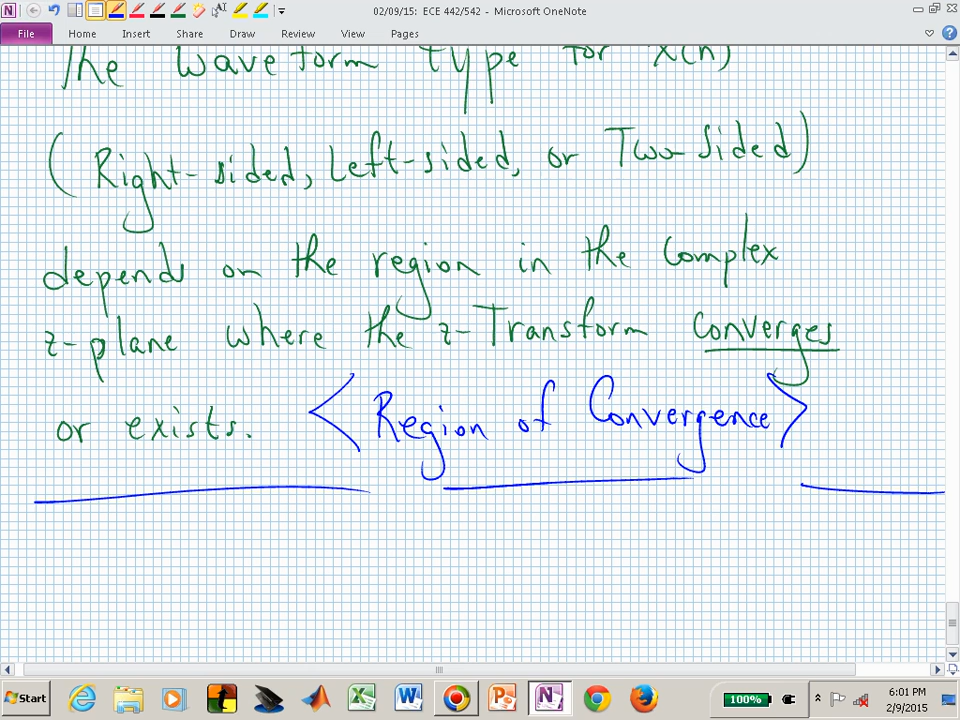 02/09/15: ECE 442/542 - Microsoft OneNote
File Home Insert Share Draw Review View Pages
The waveform type for x(n)
(Right-sided, Left-sided, or Two-sided)
depends on the region in the complex
z-plane where the z-Transform converges
or exists. <Region of Convergence>
Start
100%
6:01 PM
2/9/2015